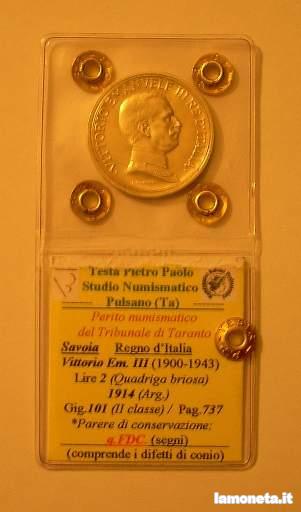 VITTORIO EMANUELE III RE D'ITALIA
Testa Pietro Paolo
Studio Numismatico
Pulsano (Ta)
Perito numismatico
del Tribunale di Taranto
Savoia Regno d'Italia
Vittorio Em. III (1900-1943)
Lire 2 (Quadriga briosa)
1914 (Arg.)
Gig.101 (II classe) / Pag.737
*Parere di conservazione:
q.FDC. (segni)
(comprende i difetti di conio)
lamoneta.it